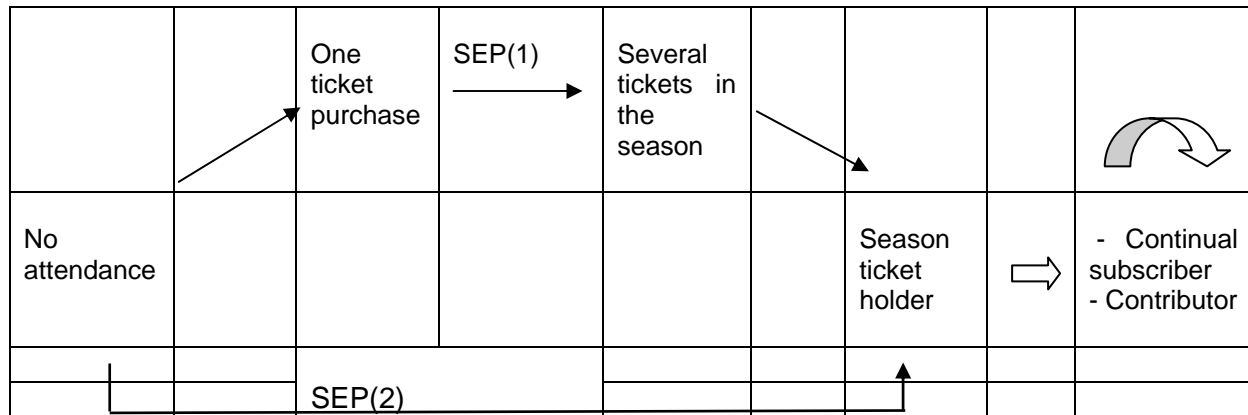 One
ticket
purchase
SEP(1)
Several
tickets in
the
season
No
attendance
Season
ticket
holder
- Continual
subscriber
- Contributor
SEP(2)